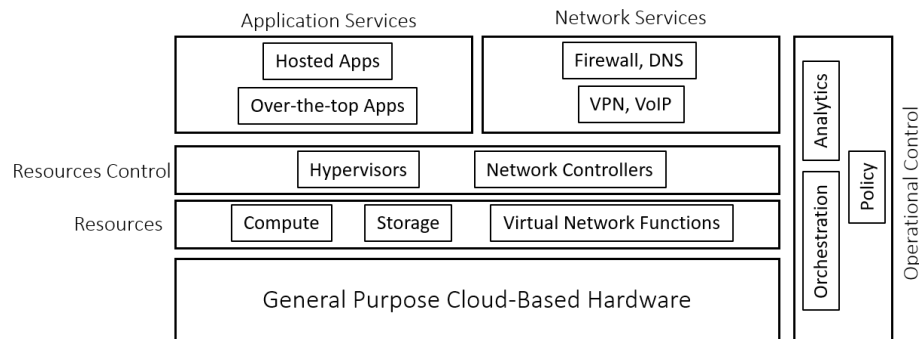 Application Services
Network Services
Hosted Apps
Over-the-top Apps
Firewall, DNS
VPN, VoIP
Resources Control
Hypervisors
Network Controllers
Resources
Compute
Storage
Virtual Network Functions
General Purpose Cloud-Based Hardware
Analytics
Orchestration
Policy
Operational Control